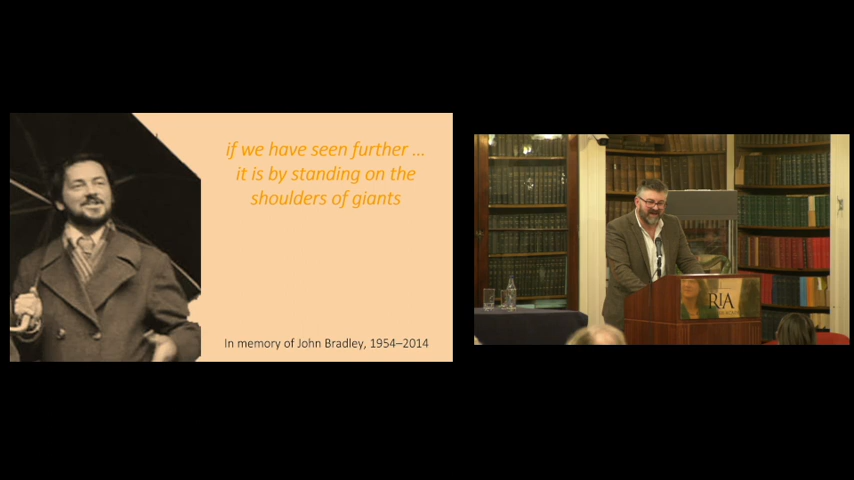 if we have seen further ...
it is by standing on the
shoulders of giants
In memory of John Bradley, 1954–2014
RIA